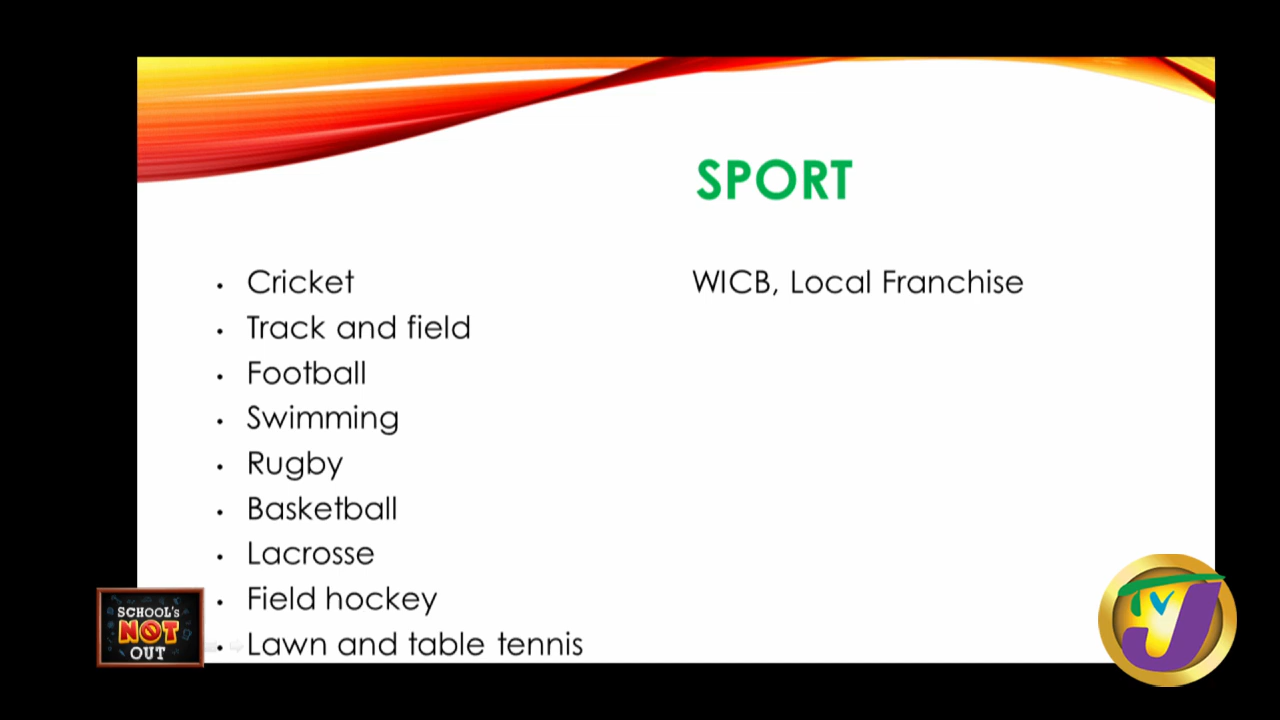 SPORT
• Cricket WICB, Local Franchise
• Track and field
• Football
• Swimming
• Rugby
• Basketball
• Lacrosse
• Field hockey
• Lawn and table tennis
SCHOOL'S
NOT
OUT
TVJ